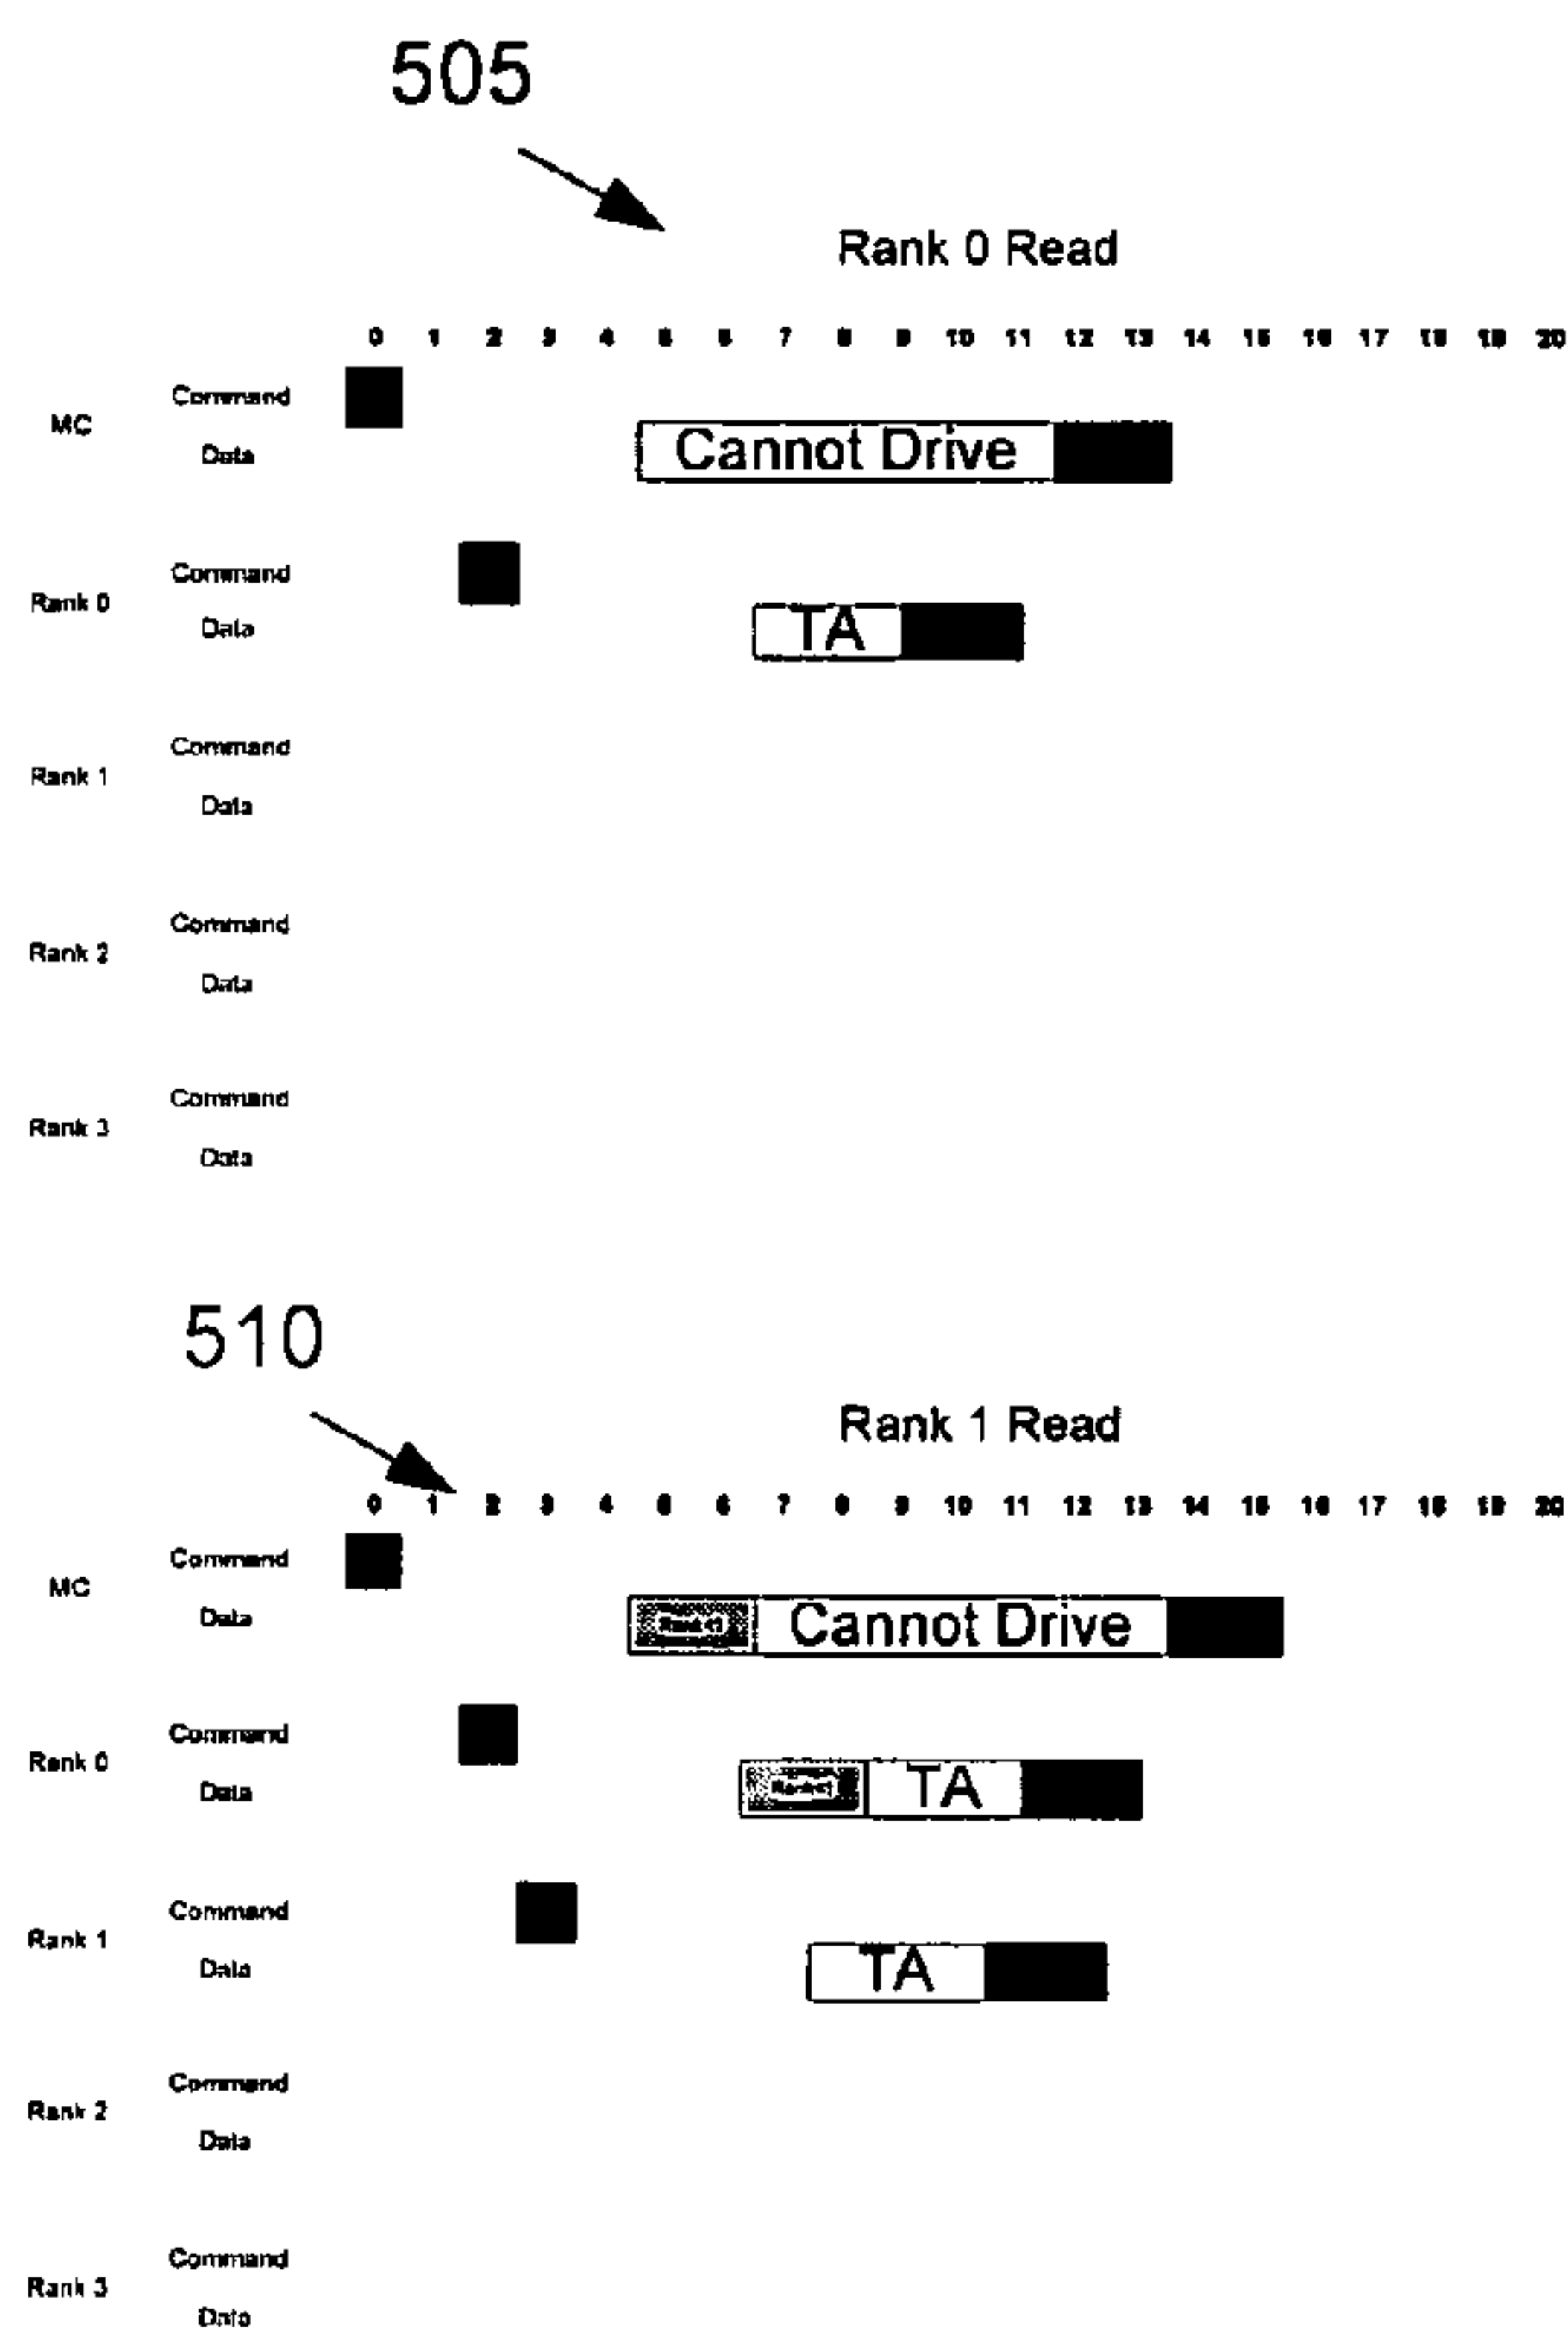 505
Rank 0 Read
0 1 2 3 4 5 6 7 8 9 10 11 12 13 14 15 16 17 18 19 20
Command
MC
Data
Cannot Drive
Command
Rank 0
Data
TA
Command
Rank 1
Data
Command
Rank 2
Data
Command
Rank 3
Data
510
Rank 1 Read
0 1 2 3 4 5 6 7 8 9 10 11 12 13 14 15 16 17 18 19 20
Command
MC
Data
Cannot Drive
Command
Rank 0
Data
TA
Command
Rank 1
Data
TA
Command
Rank 2
Data
Command
Rank 3
Data